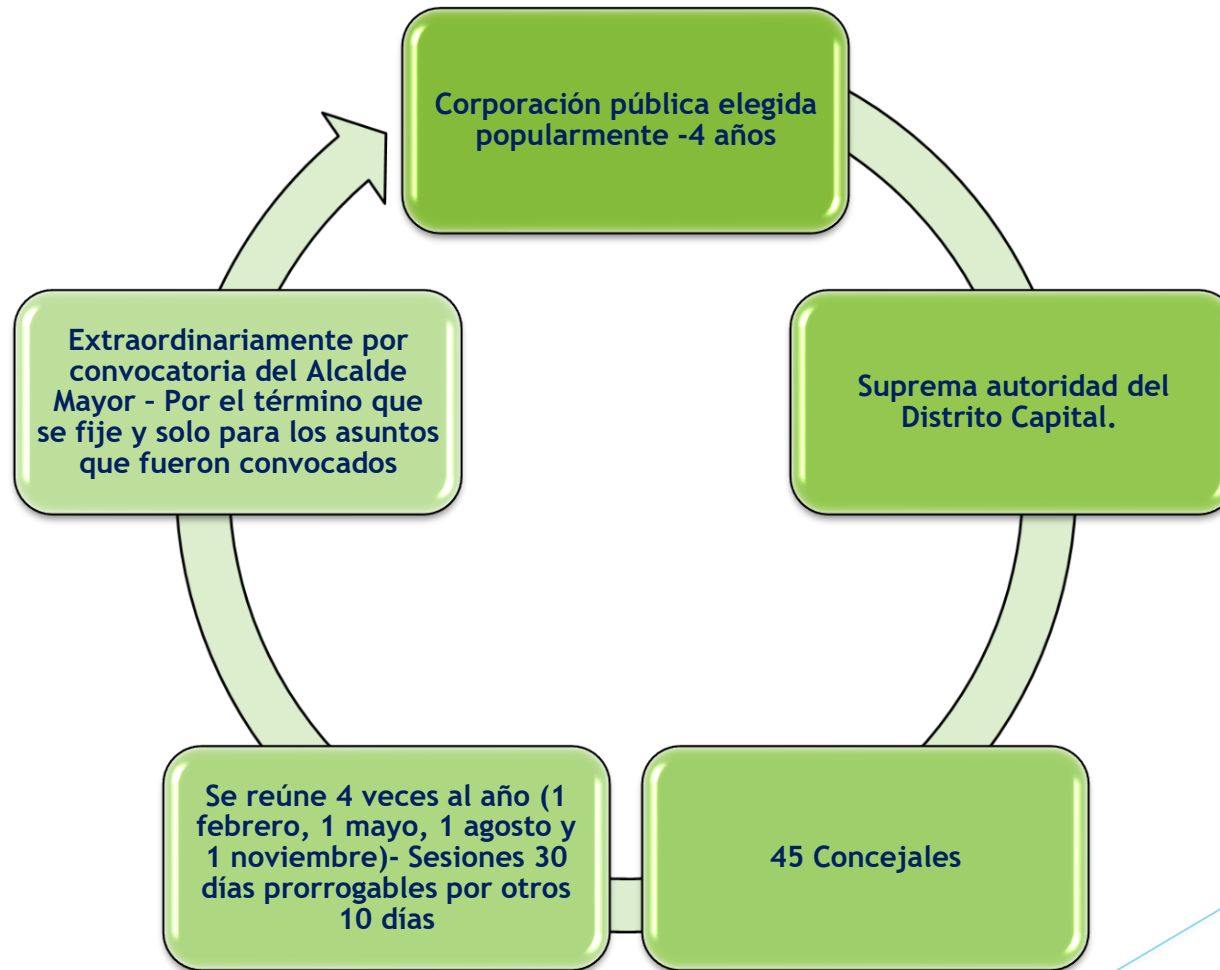 Corporación pública elegida
popularmente -4 años
Suprema autoridad del
Distrito Capital.
45 Concejales
Se reúne 4 veces al año (1
febrero, 1 mayo, 1 agosto y
1 noviembre)- Sesiones 30
días prorrogables por otros
10 días
Extraordinariamente por
convocatoria del Alcalde
Mayor – Por el término que
se fije y solo para los asuntos
que fueron convocados